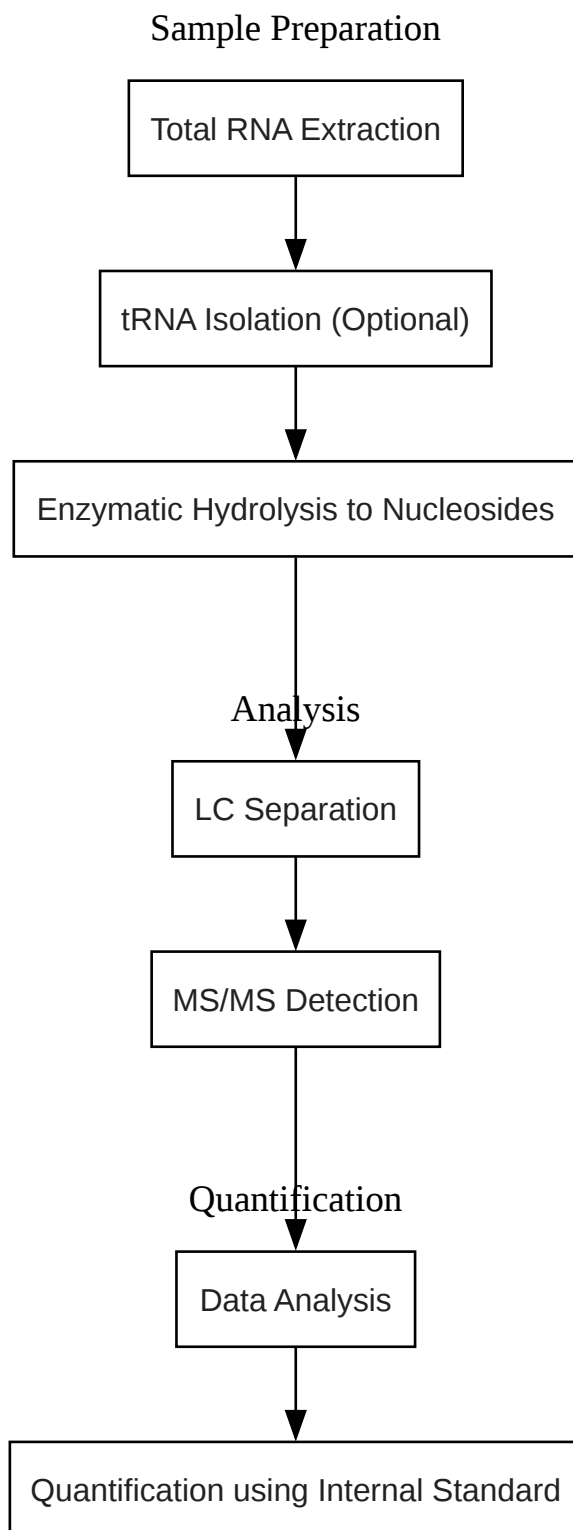 Sample Preparation
Total RNA Extraction
tRNA Isolation (Optional)
Enzymatic Hydrolysis to Nucleosides
Analysis
LC Separation
MS/MS Detection
Quantification
Data Analysis
Quantification using Internal Standard